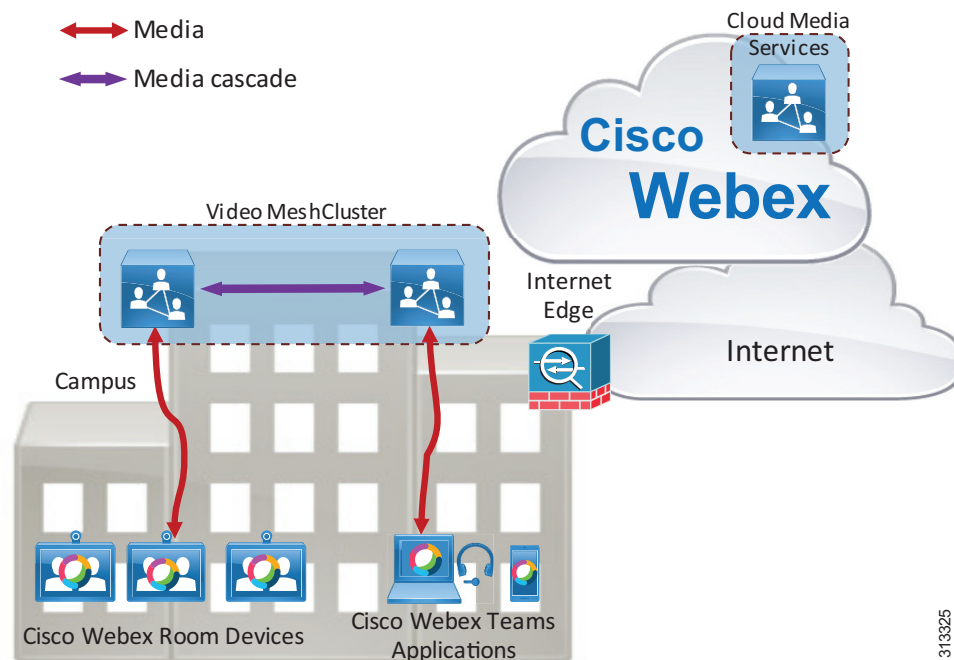 Media
Media cascade
Cloud Media
Services
Cisco
Webex
Video MeshCluster
Internet
Edge
Internet
Campus
Cisco Webex Room Devices
Cisco Webex Teams
Applications
313325